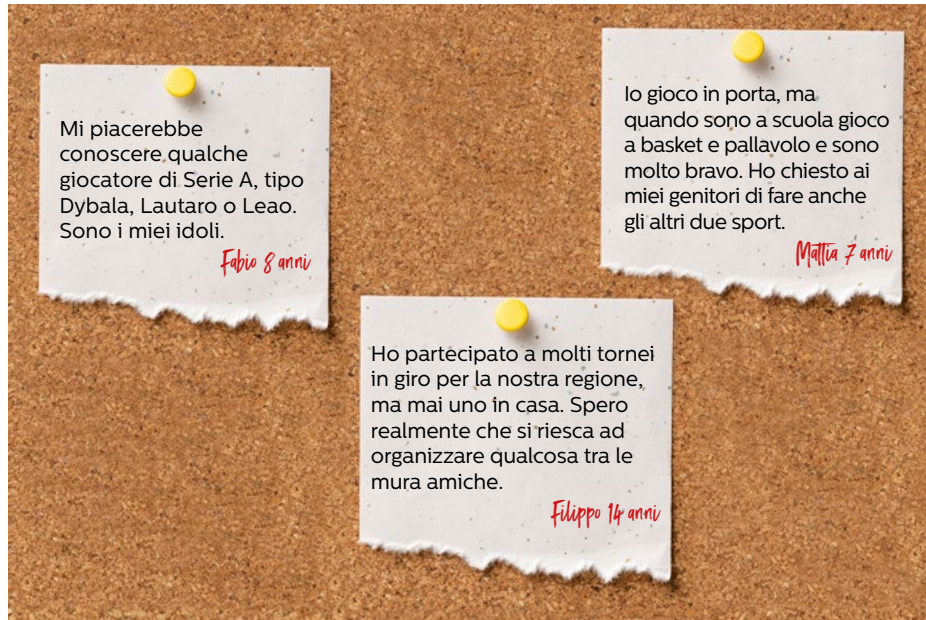 Mi piacerebbe
conoscere qualche
giocatore di Serie A, tipo
Dybala, Lautaro o Leao.
Sono i miei idoli.
Fabio 8 anni
Io gioco in porta, ma
quando sono a scuola gioco
a basket e pallavolo e sono
molto bravo. Ho chiesto ai
miei genitori di fare anche
gli altri due sport.
Mattia 7 anni
Ho partecipato a molti tornei
in giro per la nostra regione,
ma mai uno in casa. Spero
realmente che si riesca ad
organizzare qualcosa tra le
mura amiche.
Filippo 14 anni